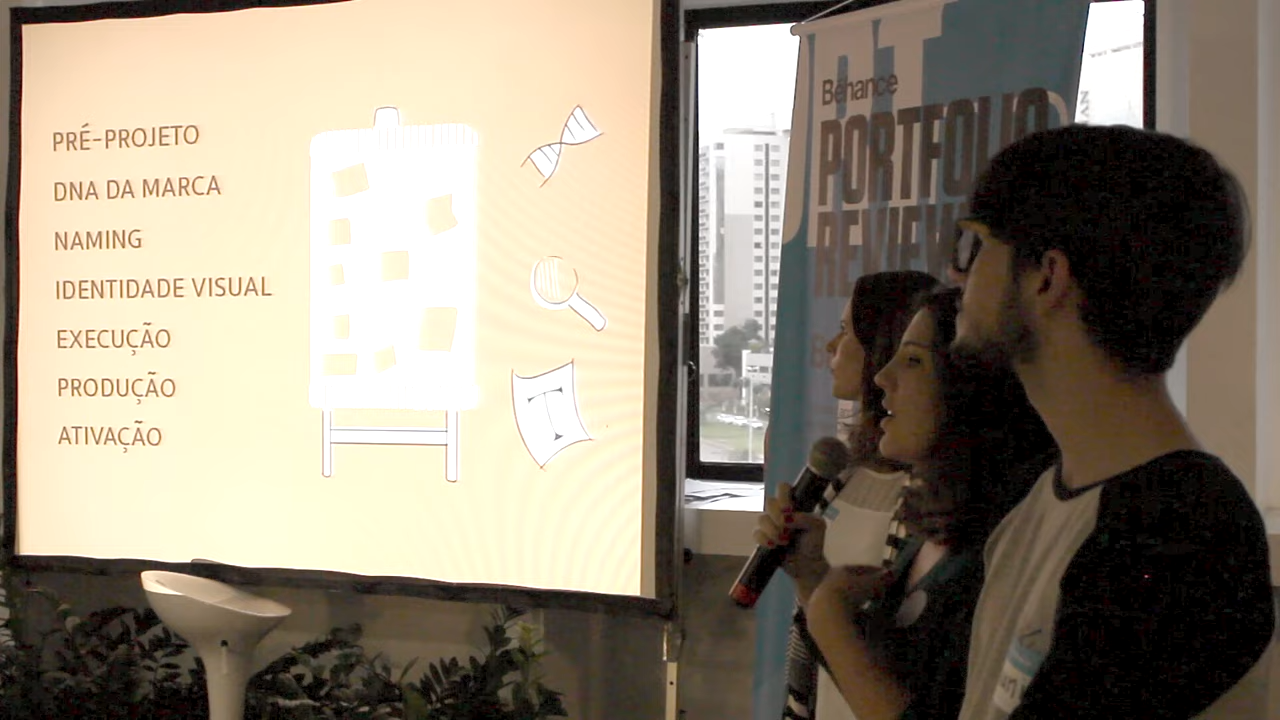 PRÉ-PROJETO
DNA DA MARCA
NAMING
IDENTIDADE VISUAL
EXECUÇÃO
PRODUÇÃO
ATIVAÇÃO
Behance
PORTFOLIO